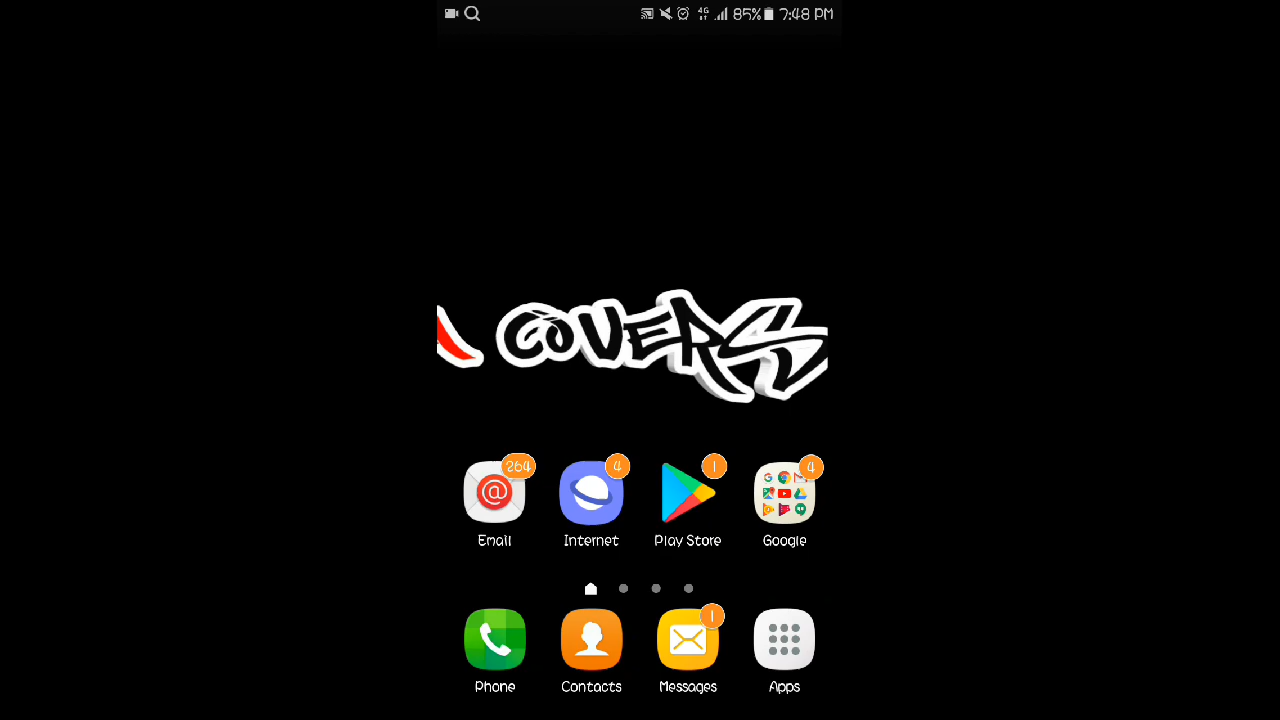 4G 85% 7:48 PM
COVERS
264 4 1 4
Email Internet Play Store Google
1
Phone Contacts Messages Apps